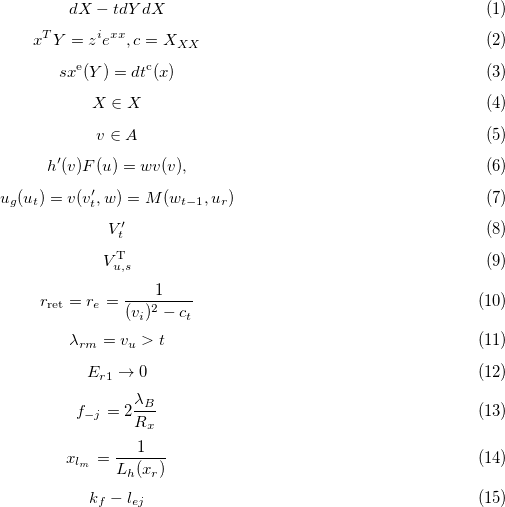 dX − tdYdX (1)
x^T Y = z^i e^{xx}, c = X_{XX} (2)
sx^e(Y) = dt^c(x) (3)
X ∈ X (4)
v ∈ A (5)
h′(v)F(u) = wv(v), (6)
u_g(u_t) = v(v′_t, w) = M(w_{t−1}, u_r) (7)
V′_t (8)
V^T_{u,s} (9)
r_{ret} = r_e = \frac{1}{(v_i)^2 − c_t} (10)
λ_{rm} = v_u > t (11)
E_{r1} → 0 (12)
f_{−j} = 2\frac{λ_B}{R_x} (13)
x_{l_m} = \frac{1}{L_h(x_r)} (14)
k_f − l_{ej} (15)